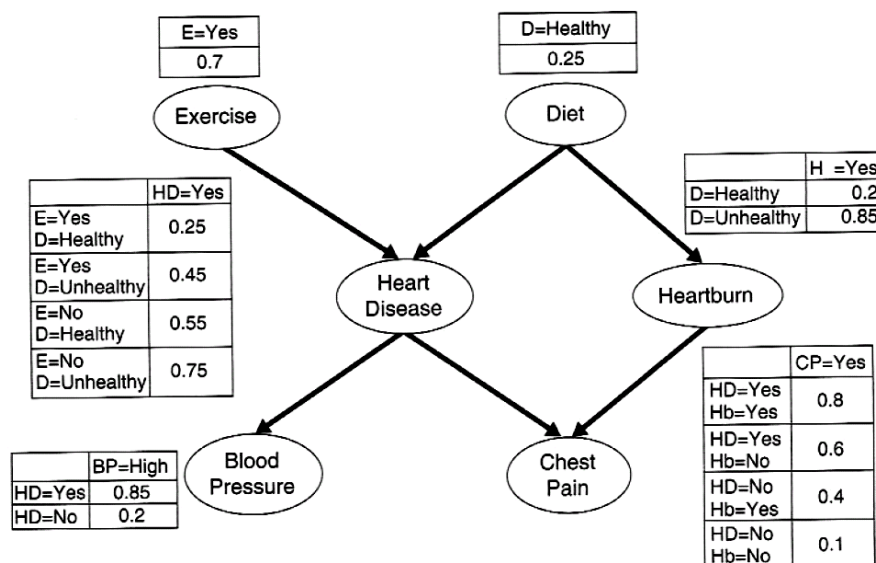 E=Yes
0.7
Exercise
D=Healthy
0.25
Diet
HD=Yes
E=Yes
D=Healthy
0.25
E=Yes
D=Unhealthy
0.45
E=No
D=Healthy
0.55
E=No
D=Unhealthy
0.75
H =Yes
D=Healthy 0.2
D=Unhealthy 0.85
Heart
Disease
Heartburn
BP=High
HD=Yes 0.85
HD=No 0.2
Blood
Pressure
Chest
Pain
CP=Yes
HD=Yes
Hb=Yes
0.8
HD=Yes
Hb=No
0.6
HD=No
Hb=Yes
0.4
HD=No
Hb=No
0.1